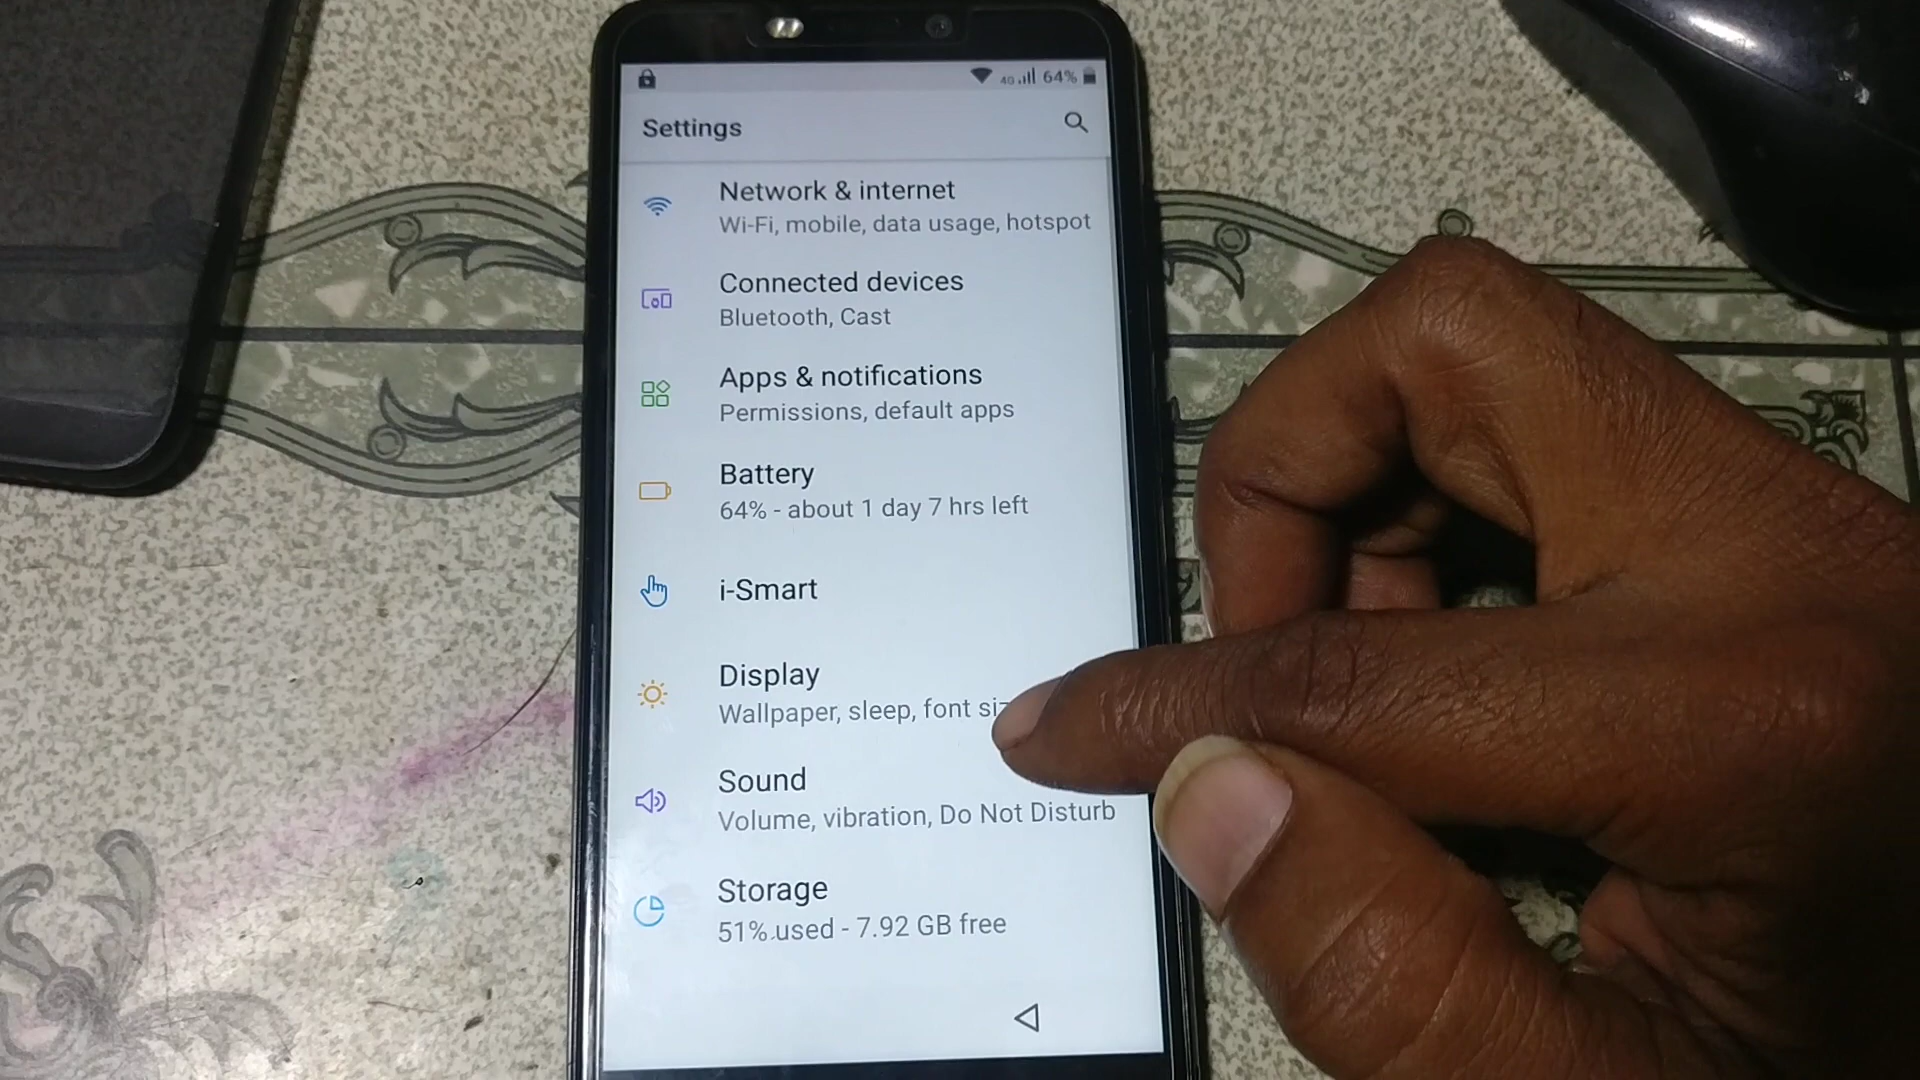 4G 64%
Settings
Network & internet
Wi-Fi, mobile, data usage, hotspot
Connected devices
Bluetooth, Cast
Apps & notifications
Permissions, default apps
Battery
64% - about 1 day 7 hrs left
i-Smart
Display
Wallpaper, sleep, font
Sound
Volume, vibration, Do Not Disturb
Storage
51% used - 7.92 GB free